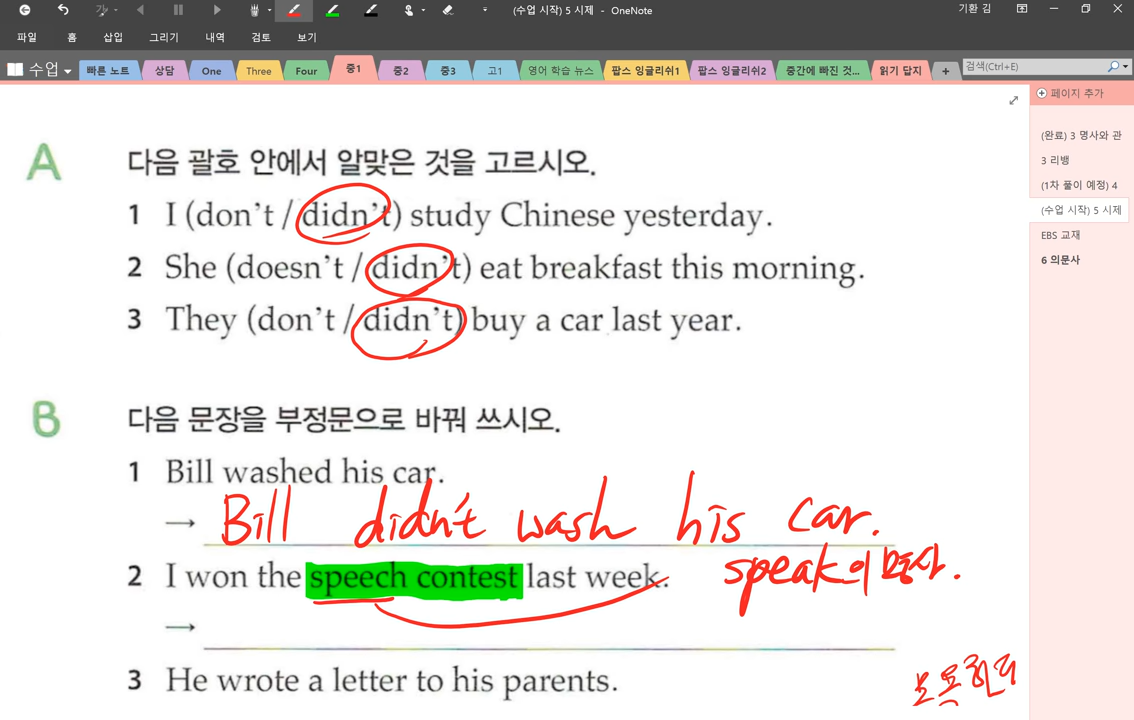 (수업 시작) 5 시제 - OneNote
기환 김
파일 홈 삽입 그리기 내역 검토 보기
수업 빠른 노트 상담 One Three Four 중1 중2 중3 고1 영어 학습 뉴스 팝스 잉글리쉬1 팝스 잉글리쉬2 중간에 빠진 것... 읽기 답지 + 검색(Ctrl+E)
페이지 추가
(완료) 3 명사와 관
3 리뱅
(1차 풀이 예정) 4
(수업 시작) 5 시제
EBS 교재
6 의문사
A 다음 괄호 안에서 알맞은 것을 고르시오.
1 I (don't / didn't) study Chinese yesterday.
2 She (doesn't / didn't) eat breakfast this morning.
3 They (don't / didn't) buy a car last year.
B 다음 문장을 부정문으로 바꿔 쓰시오.
1 Bill washed his car.
→ Bill didn't wash his car.
2 I won the speech contest last week.
speak의 명사.
→
3 He wrote a letter to his parents.